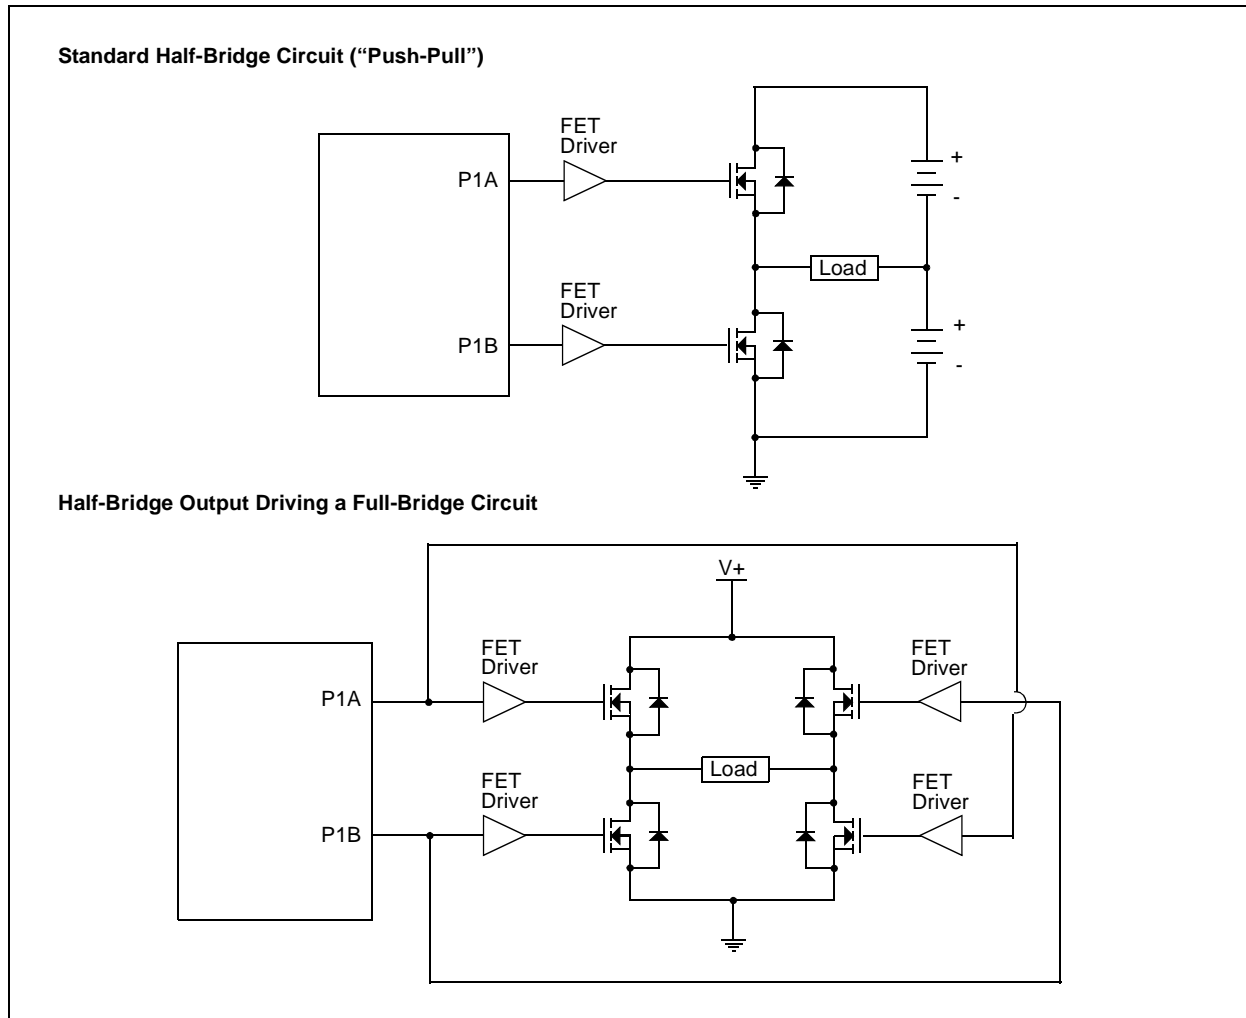 Standard Half-Bridge Circuit (“Push-Pull”)
FET
Driver
P1A
+
-
Load
FET
Driver
P1B
+
-
Half-Bridge Output Driving a Full-Bridge Circuit
V+
FET
Driver
FET
Driver
P1A
Load
FET
Driver
FET
Driver
P1B